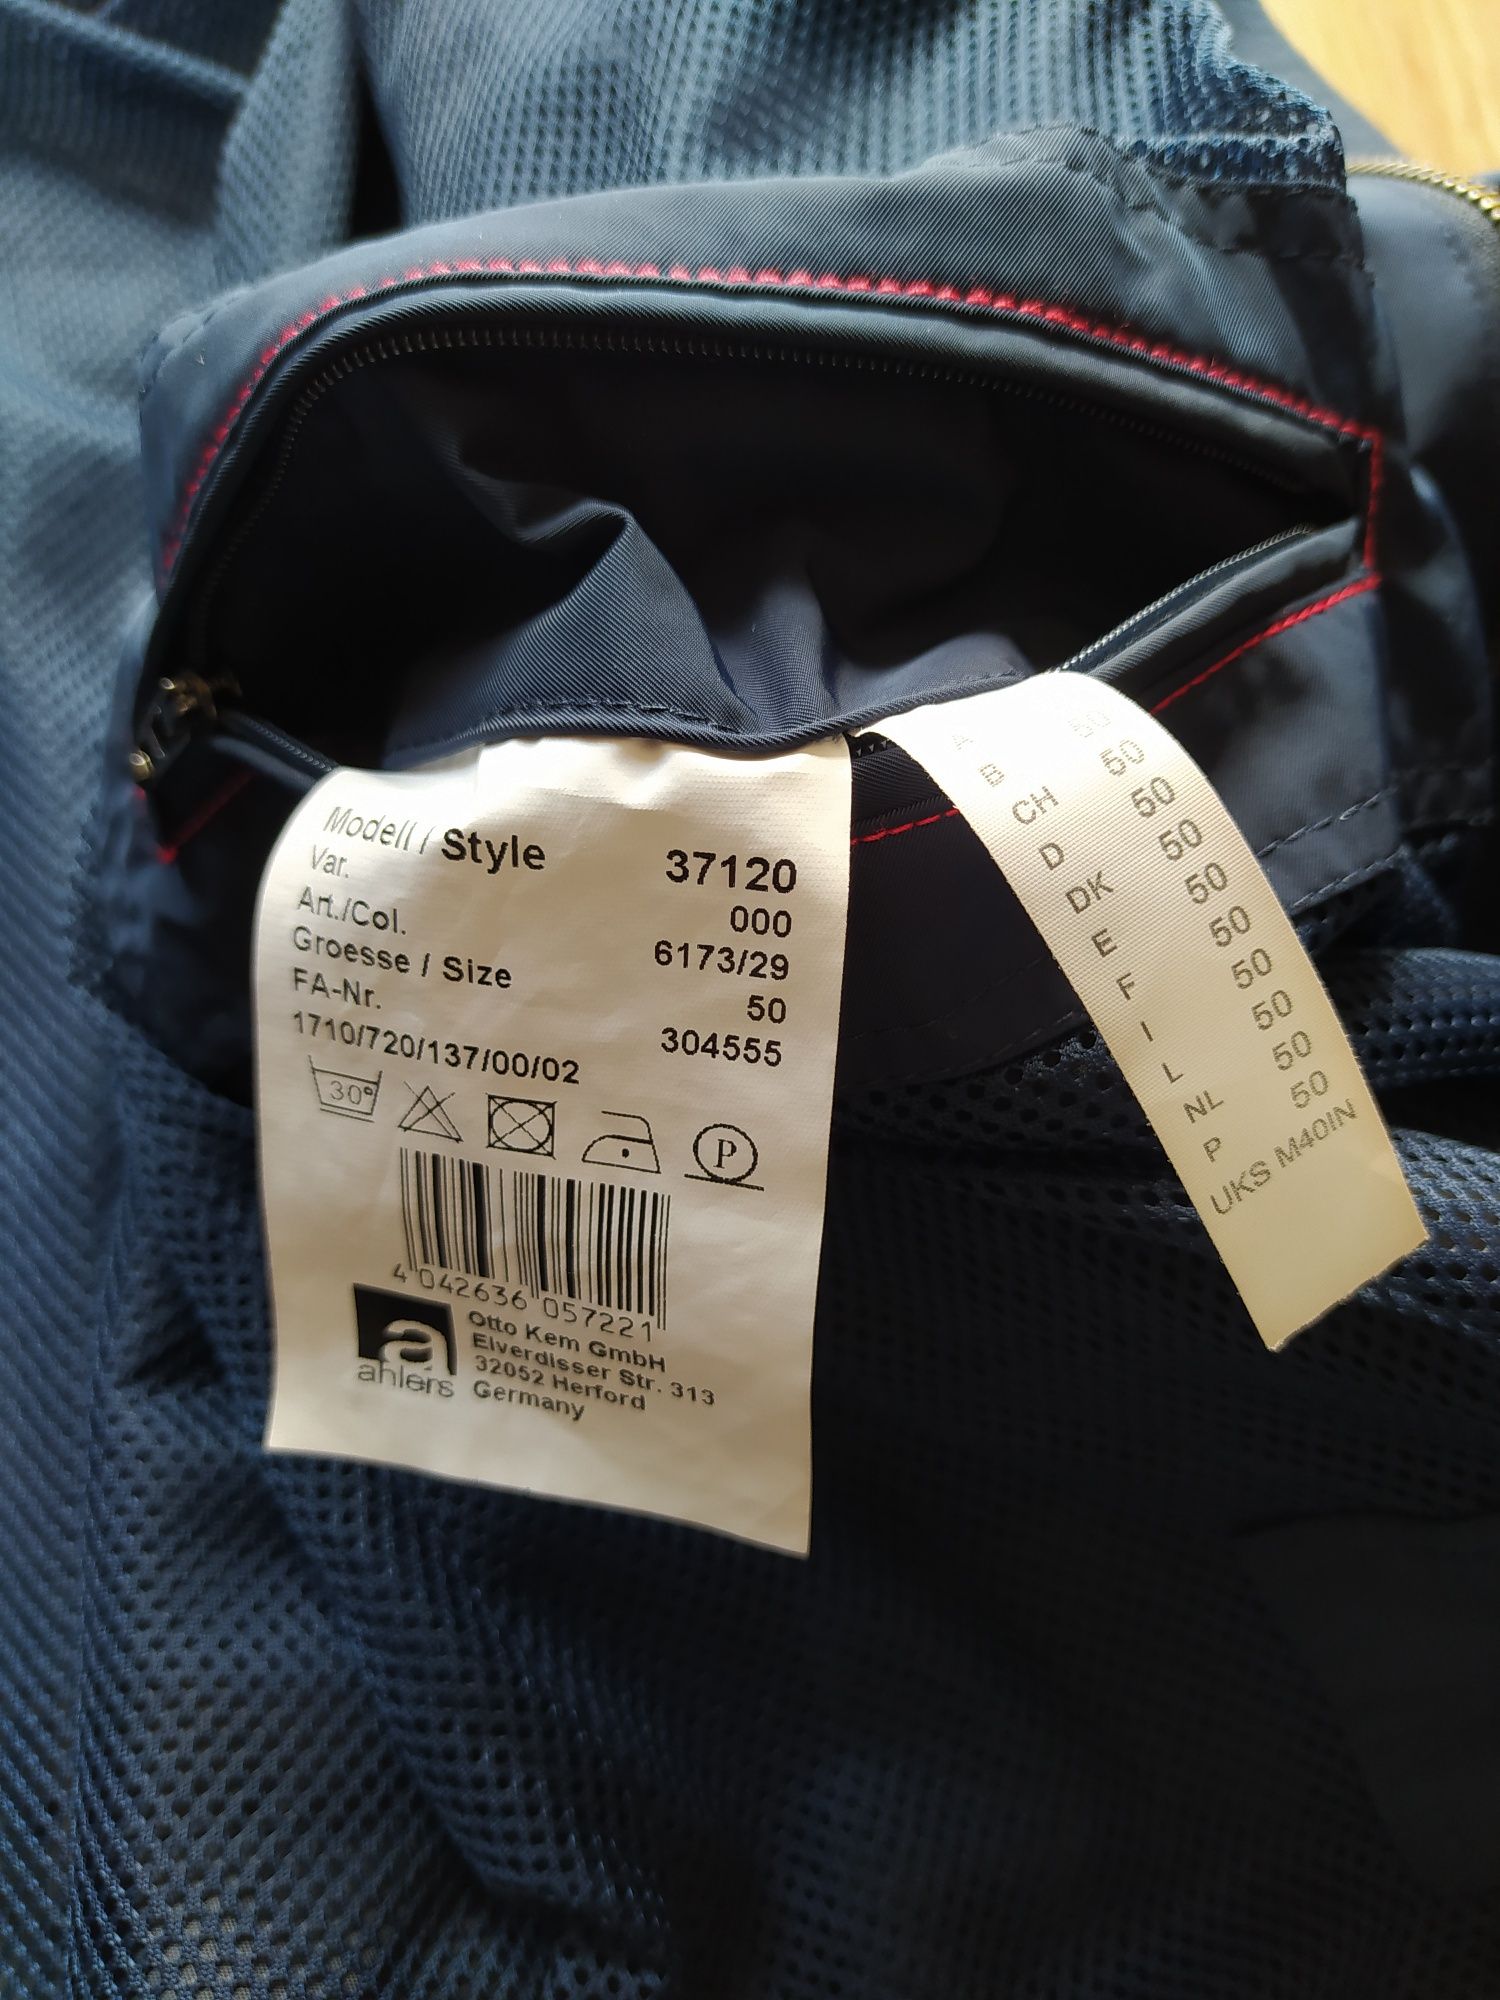 Modell / Style 37120
Var. 000
Art./Col. 6173/29
Groesse / Size 50
FA-Nr. 304555
1710/720/137/00/02
30°
P
4 042636 057221
a
ahlers
Otto Kern GmbH
Elverdisser Str. 313
32052 Herford
Germany
A 50
B 50
CH 50
D 50
DK 50
E 50
F 50
I 50
L 50
NL 50
P 50
UKS M40IN